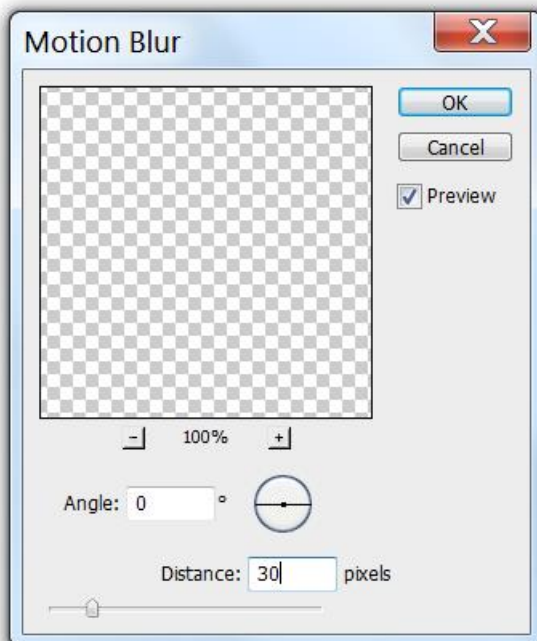 Motion Blur
OK
Cancel
Preview
- 100% +
Angle: 0 °
Distance: 30 pixels